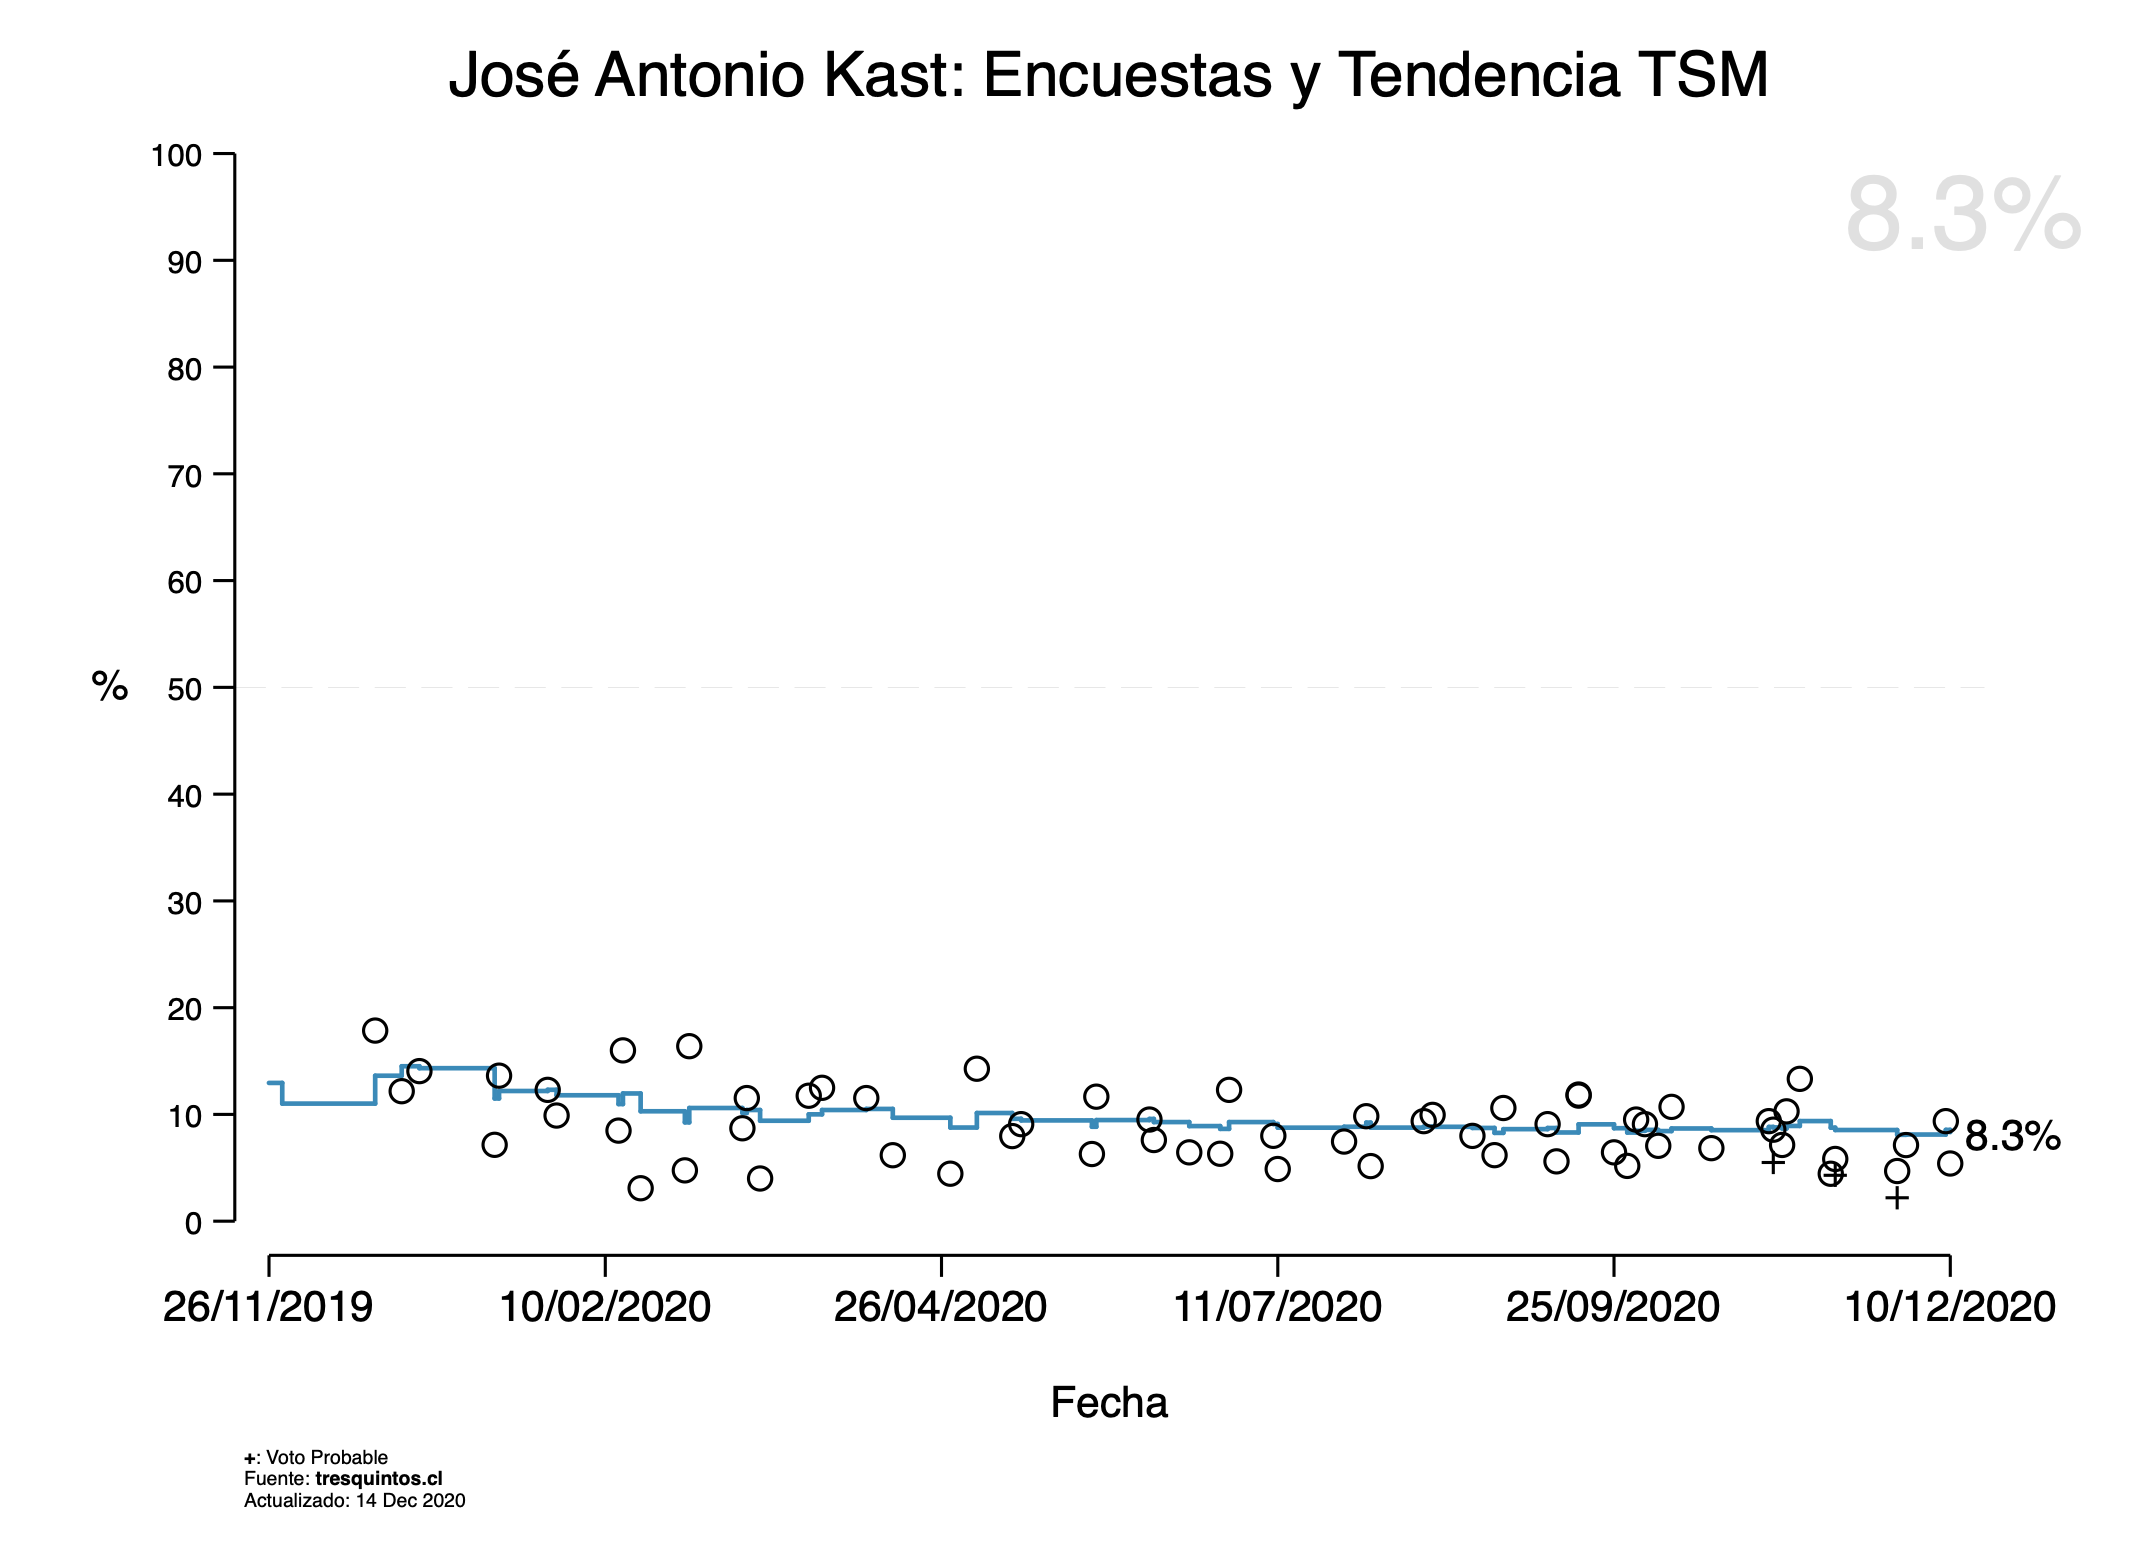 José Antonio Kast: Encuestas y Tendencia TSM
8.3%
100
90
80
70
60
50
40
30
20
10
0
%
8.3%
26/11/2019 10/02/2020 26/04/2020 11/07/2020 25/09/2020 10/12/2020
Fecha
+: Voto Probable
Fuente: tresquintos.cl
Actualizado: 14 Dec 2020